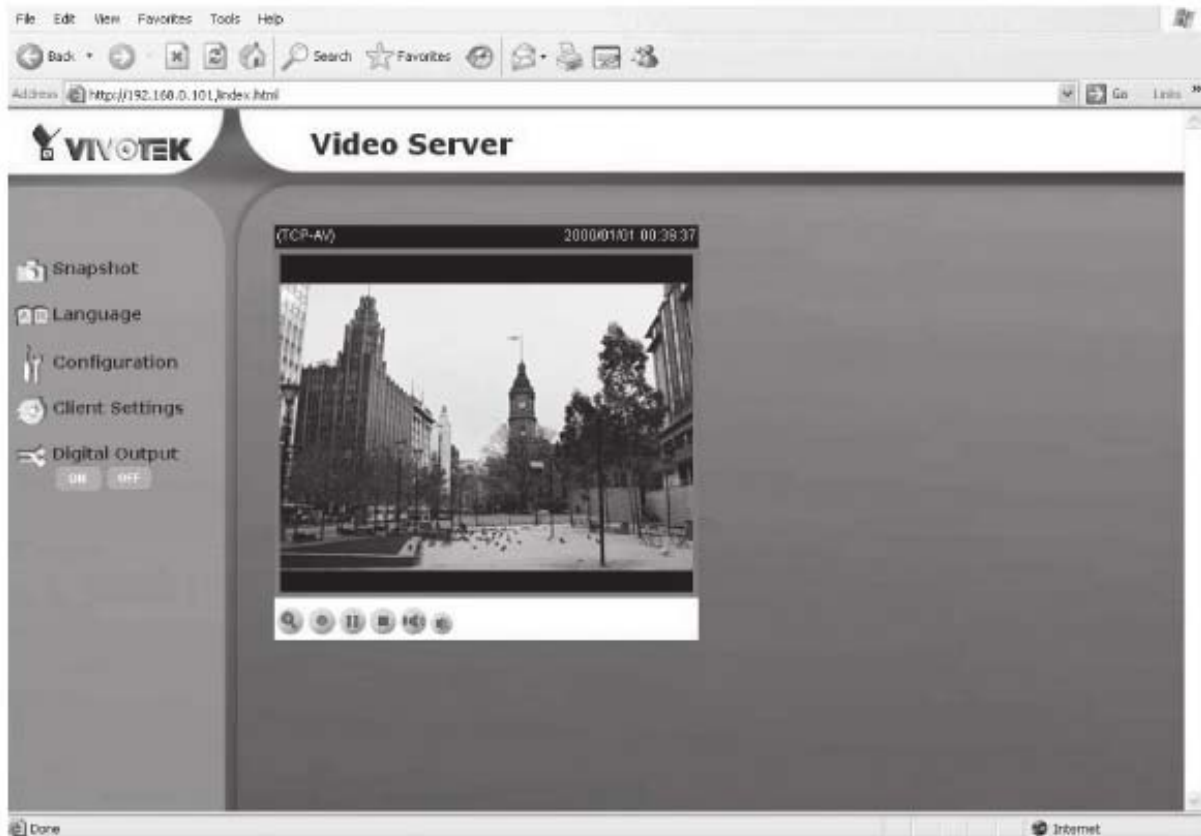 File Edit View Favorites Tools Help
Back Search Favorites
Address http://192.168.0.101/index.html Go Links »
VIVOTEK
Video Server
(TCP-AV) 2000/01/01 00:39:37
Snapshot
Language
Configuration
Client Settings
Digital Output
ON OFF
Done Internet